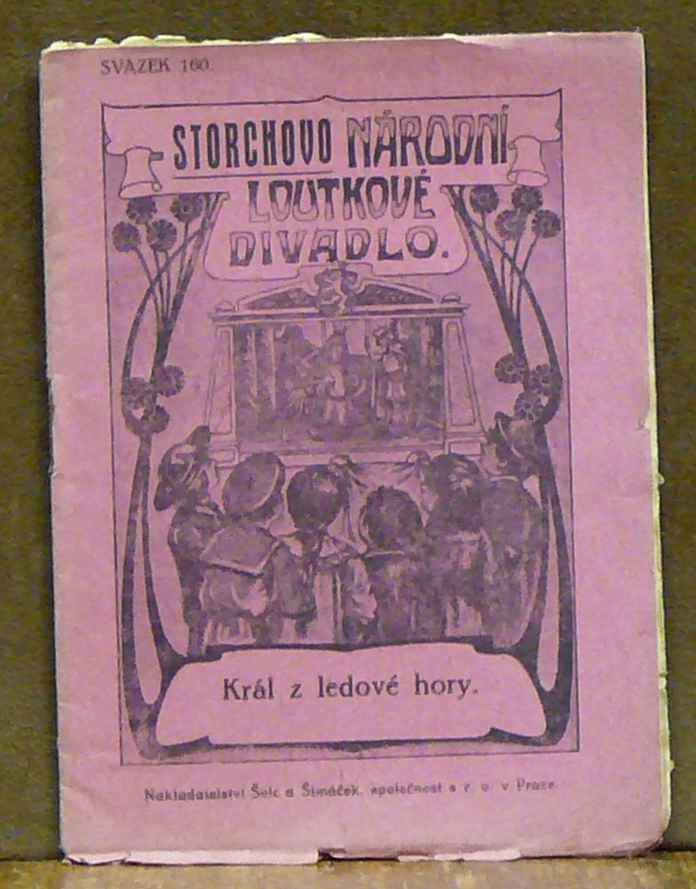 SVAZEK 160.
STORCHOVO NÁRODNÍ
LOUTKOVÉ
DIVADLO.
Král z ledové hory.
Nakladatelství Šolc a Šimáček, společnost s r. o. v Praze.